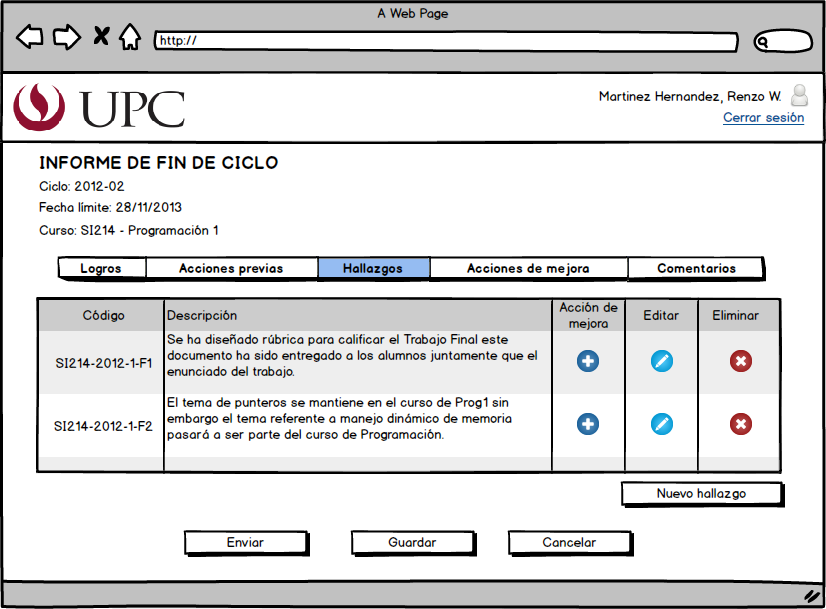 A Web Page
http://
UPC
Martinez Hernandez, Renzo W.
Cerrar sesión
INFORME DE FIN DE CICLO
Ciclo: 2012-02
Fecha límite: 28/11/2013
Curso: SI214 - Programación 1
Logros Acciones previas Hallazgos Acciones de mejora Comentarios
Código Descripción Acción de mejora Editar Eliminar
SI214-2012-1-F1
Se ha diseñado rúbrica para calificar el Trabajo Final este
documento ha sido entregado a los alumnos juntamente que el
enunciado del trabajo.
SI214-2012-1-F2
El tema de punteros se mantiene en el curso de Prog1 sin
embargo el tema referente a manejo dinámico de memoria
pasará a ser parte del curso de Programación.
Nuevo hallazgo
Enviar Guardar Cancelar